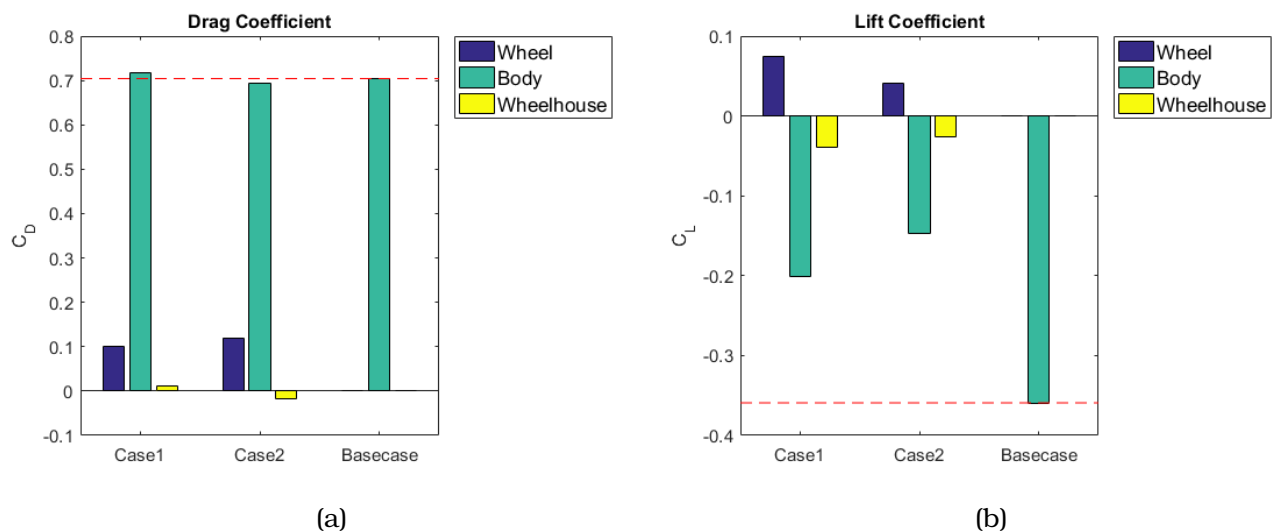 Drag Coefficient
0.8
0.7
0.6
0.5
0.4
0.3
0.2
0.1
0
-0.1
C_D
Case1 Case2 Basecase
Wheel
Body
Wheelhouse
(a)
Lift Coefficient
0.1
0
-0.1
-0.2
-0.3
-0.4
C_L
Case1 Case2 Basecase
Wheel
Body
Wheelhouse
(b)